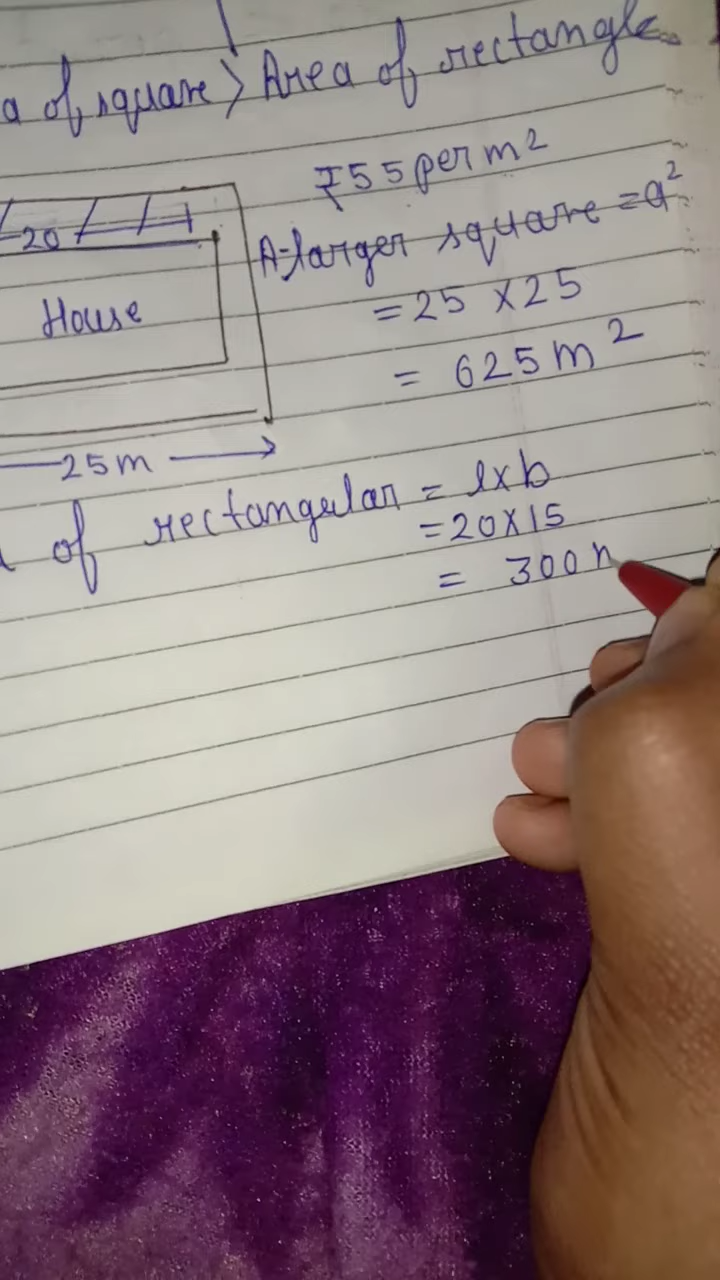 a of square > Area of rectangle
₹55 per m2
20
A-larger square = a2
House
= 25 × 25
= 625 m2
25m
of rectangular = l×b
= 20×15
= 300